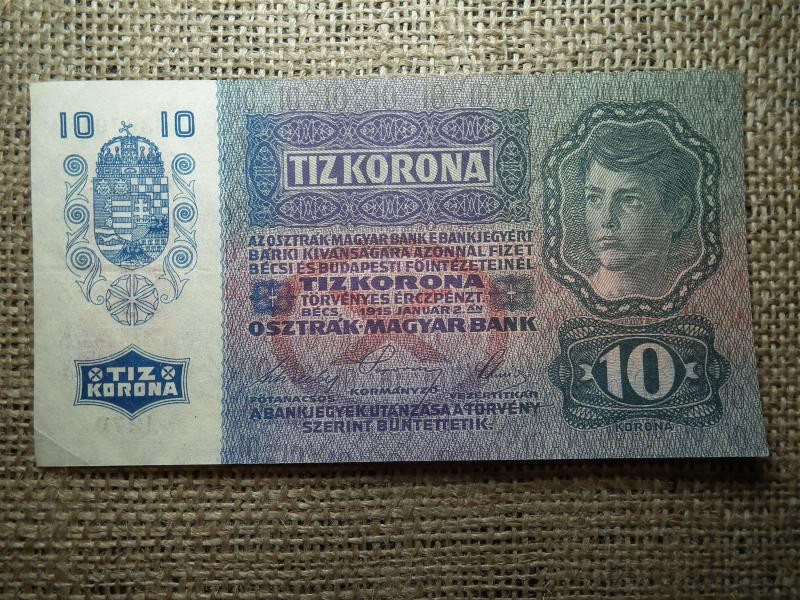 10 10
TIZ KORONA
AZ OSZTRÁK-MAGYAR BANK E BANKJEGYÉRT
BÁRKI KIVÁNSÁGÁRA AZONNAL FIZET
BÉCSI ÉS BUDAPESTI FŐINTÉZETEINÉL
TIZ KORONA
TÖRVÉNYES ÉRCZPÉNZT
BÉCS, 1915 JANUÁR 2.ÁN
OSZTRÁK-MAGYAR BANK
FŐTANÁCSOS KORMÁNYZÓ VEZÉRTITKÁR
A BANKJEGYEK UTÁNZÁSA A TÖRVÉNY
SZERINT BÜNTETTETIK.
TIZ
KORONA
10
KORONA